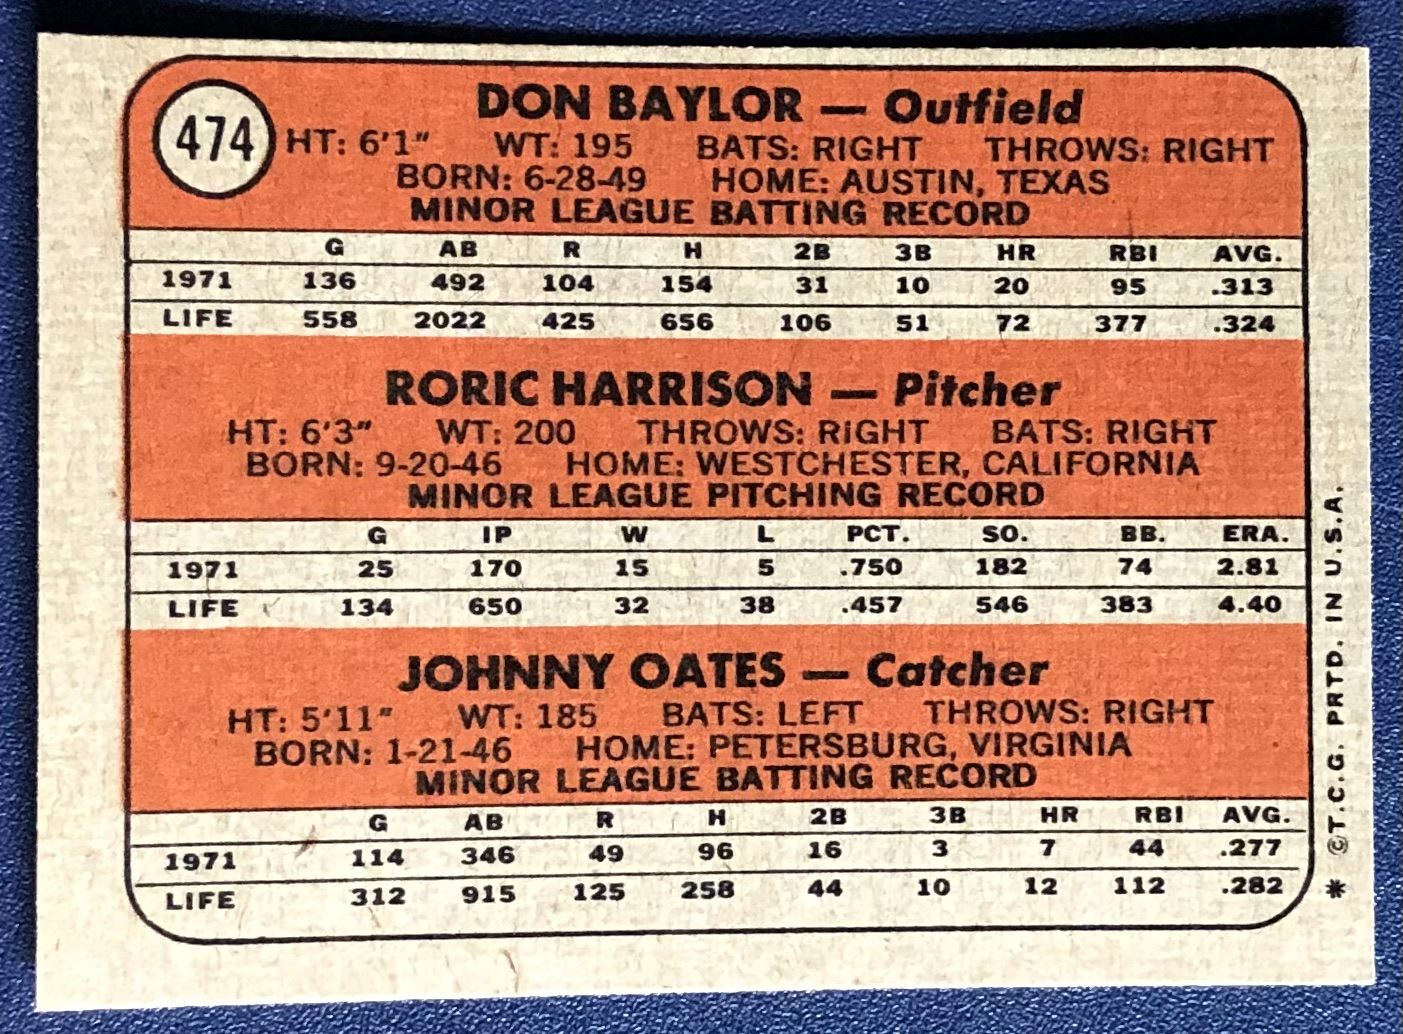 474
DON BAYLOR — Outfield
HT: 6'1" WT: 195 BATS: RIGHT THROWS: RIGHT
BORN: 6-28-49 HOME: AUSTIN, TEXAS
MINOR LEAGUE BATTING RECORD
G AB R H 2B 3B HR RBI AVG.
1971 136 492 104 154 31 10 20 95 .313
LIFE 558 2022 425 656 106 51 72 377 .324
RORIC HARRISON — Pitcher
HT: 6'3" WT: 200 THROWS: RIGHT BATS: RIGHT
BORN: 9-20-46 HOME: WESTCHESTER, CALIFORNIA
MINOR LEAGUE PITCHING RECORD
G IP W L PCT. SO. BB. ERA.
1971 25 170 15 5 .750 182 74 2.81
LIFE 134 650 32 38 .457 546 383 4.40
JOHNNY OATES — Catcher
HT: 5'11" WT: 185 BATS: LEFT THROWS: RIGHT
BORN: 1-21-46 HOME: PETERSBURG, VIRGINIA
MINOR LEAGUE BATTING RECORD
G AB R H 2B 3B HR RBI AVG.
1971 114 346 49 96 16 3 7 44 .277
LIFE 312 915 125 258 44 10 12 112 .282
* ©T.C.G. PRTD. IN U.S.A.